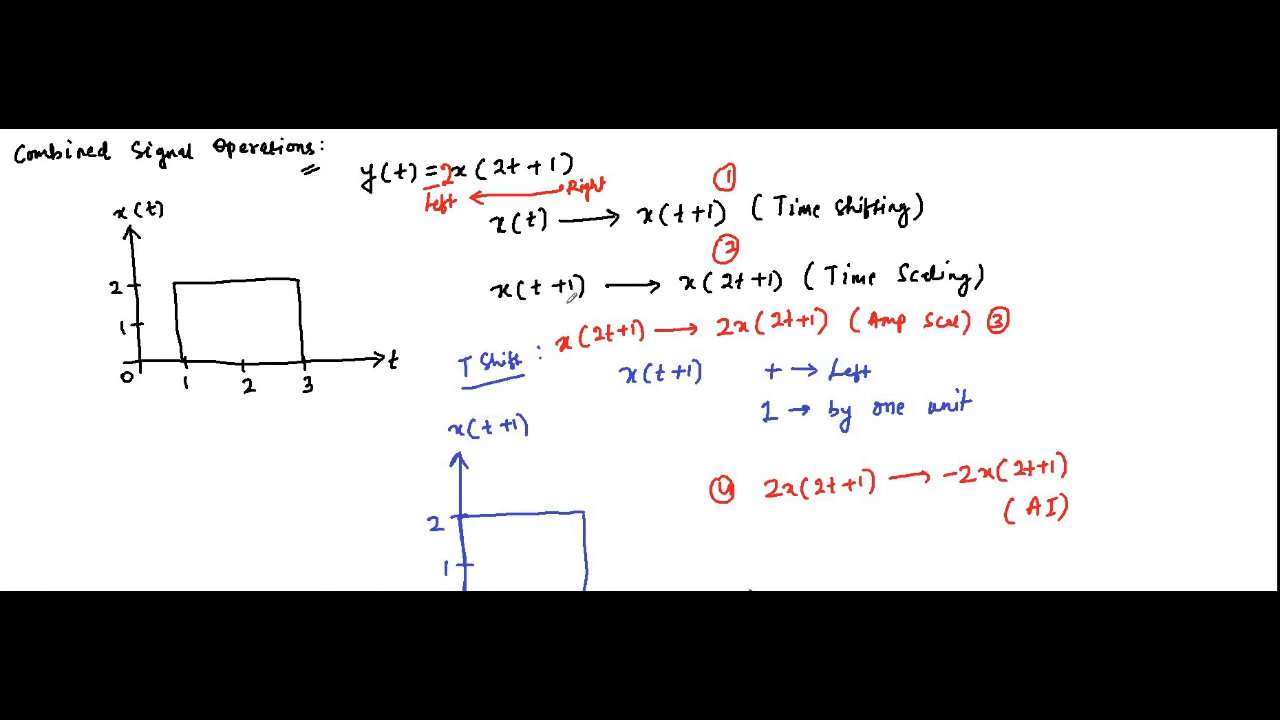 Combined Signal Operations:
y(t) = 2x(2t+1)
Left ← Right
①
x(t) → x(t+1) (Time Shifting)
②
x(t+1) → x(2t+1) (Time Scaling)
x(2t+1) → 2x(2t+1) (Amp Scal) ③
x(t)
2
1
0
1
2
3
t
T Shift :
x(t+1)
+ → Left
1 → by one unit
x(t+1)
2
1
④ 2x(2t+1) → -2x(2t+1)
(AI)